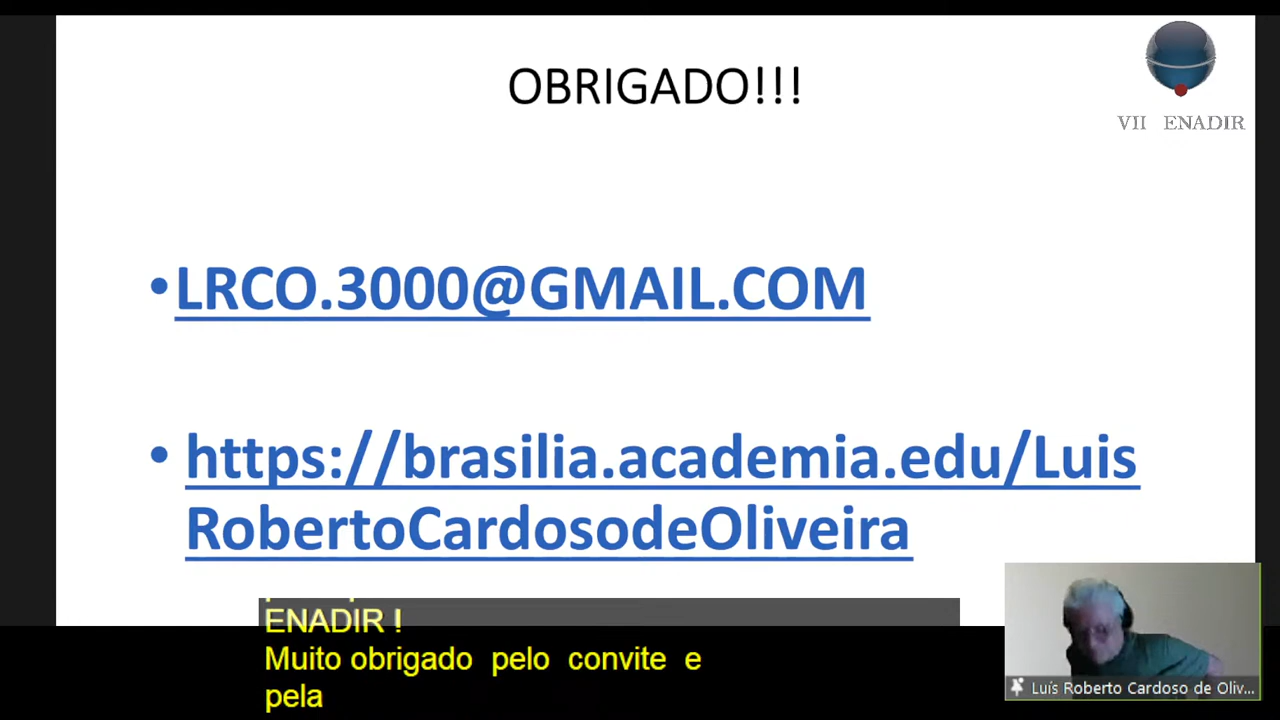 OBRIGADO!!!
VII ENADIR
•LRCO.3000@GMAIL.COM
• https://brasilia.academia.edu/Luis
RobertoCardosodeOliveira
ENADIR !
Muito obrigado pelo convite e
pela
Luís Roberto Cardoso de Oliv...